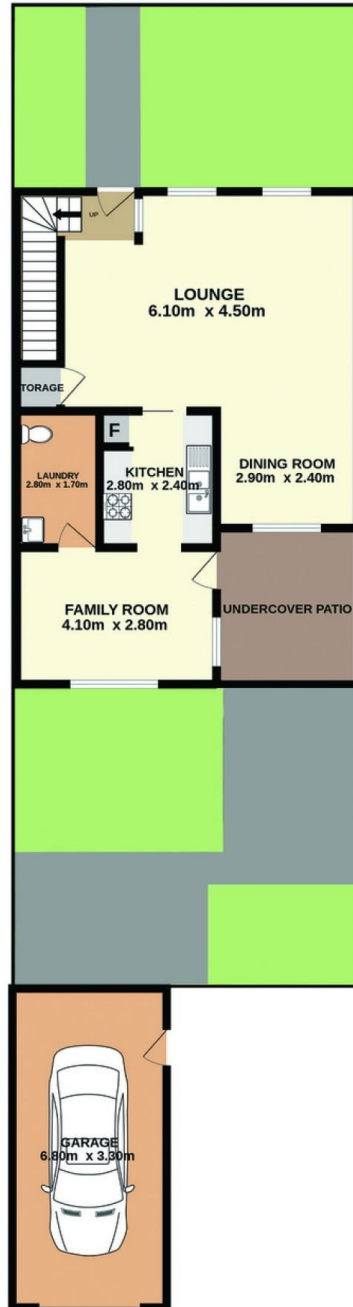 UP
LOUNGE
6.10m x 4.50m
TORAGE
F
LAUNDRY
2.80m x 1.70m
KITCHEN
2.80m x 2.40m
DINING ROOM
2.90m x 2.40m
FAMILY ROOM
4.10m x 2.80m
UNDERCOVER PATIO
GARAGE
6.80m x 3.30m